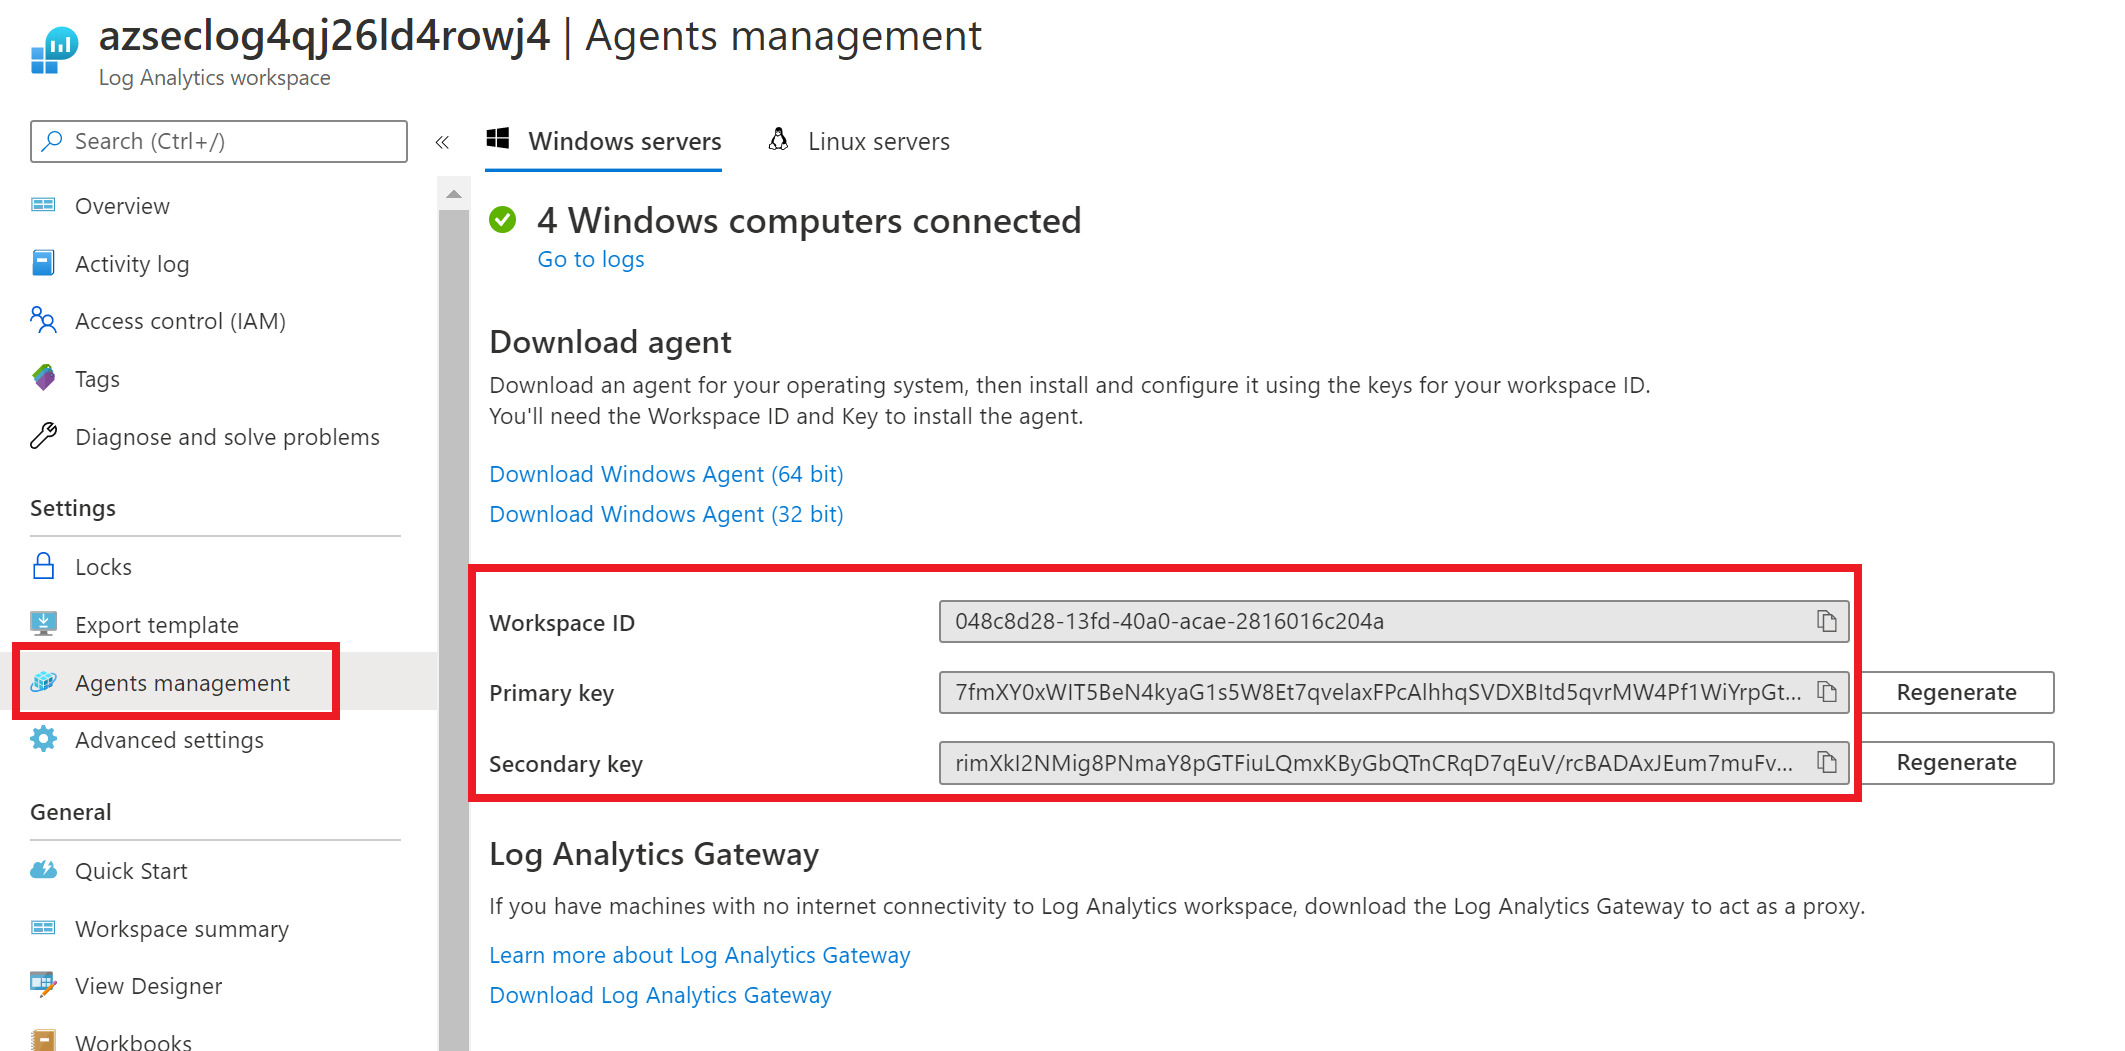 azseclog4qj26ld4rowj4 | Agents management
Log Analytics workspace
Search (Ctrl+/)
«
Overview
Activity log
Access control (IAM)
Tags
Diagnose and solve problems
Settings
Locks
Export template
Agents management
Advanced settings
General
Quick Start
Workspace summary
View Designer
Workbooks
Windows servers
Linux servers
4 Windows computers connected
Go to logs
Download agent
Download an agent for your operating system, then install and configure it using the keys for your workspace ID.
You'll need the Workspace ID and Key to install the agent.
Download Windows Agent (64 bit)
Download Windows Agent (32 bit)
Workspace ID 048c8d28-13fd-40a0-acae-2816016c204a
Primary key 7fmXY0xWIT5BeN4kyaG1s5W8Et7qvelaxFPcAlhhqSVDXBItd5qvrMW4Pf1WiYrpGt... Regenerate
Secondary key rimXkI2NMig8PNmaY8pGTFiuLQmxKByGbQTnCRqD7qEuV/rcBADAxJEum7muFv... Regenerate
Log Analytics Gateway
If you have machines with no internet connectivity to Log Analytics workspace, download the Log Analytics Gateway to act as a proxy.
Learn more about Log Analytics Gateway
Download Log Analytics Gateway